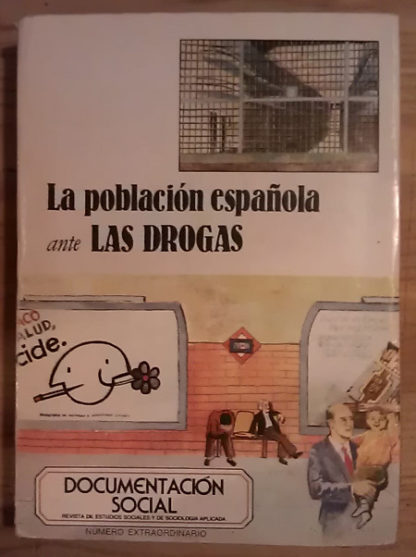 La población española
ante LAS DROGAS
ACO
ALUD,
cide.
DOCUMENTACIÓN
SOCIAL
REVISTA DE ESTUDIOS SOCIALES Y DE SOCIOLOGIA APLICADA
NÚMERO EXTRAORDINARIO